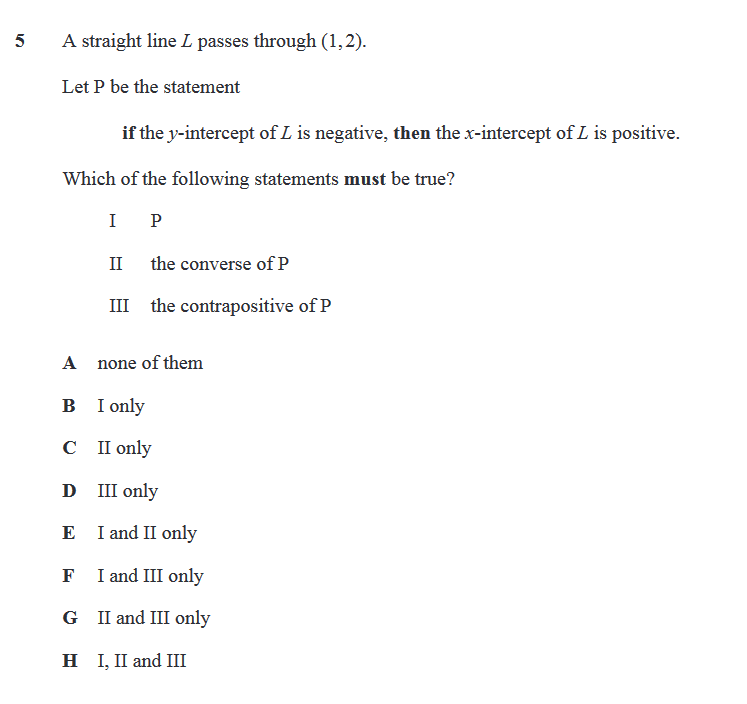 5 A straight line L passes through (1, 2).
Let P be the statement
if the y-intercept of L is negative, then the x-intercept of L is positive.
Which of the following statements must be true?
I P
II the converse of P
III the contrapositive of P
A none of them
B I only
C II only
D III only
E I and II only
F I and III only
G II and III only
H I, II and III